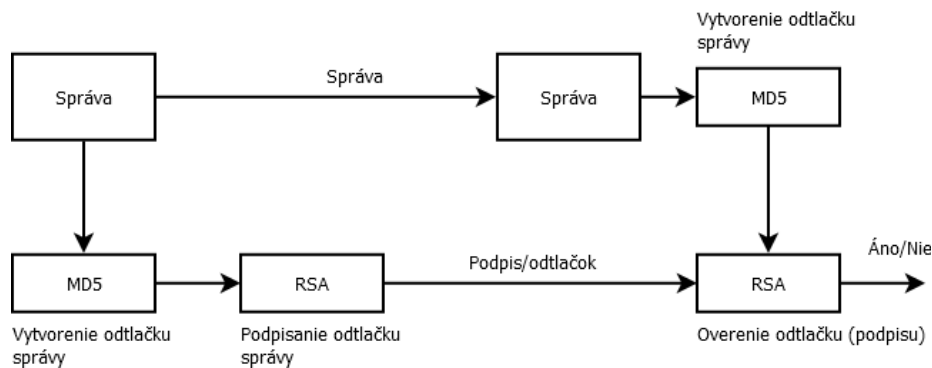 Vytvorenie odtlačku
správy
Správa
Správa
Správa
MD5
MD5
RSA
Podpis/odtlačok
RSA
Áno/Nie
Vytvorenie odtlačku
správy
Podpisanie odtlačku
správy
Overenie odtlačku (podpisu)